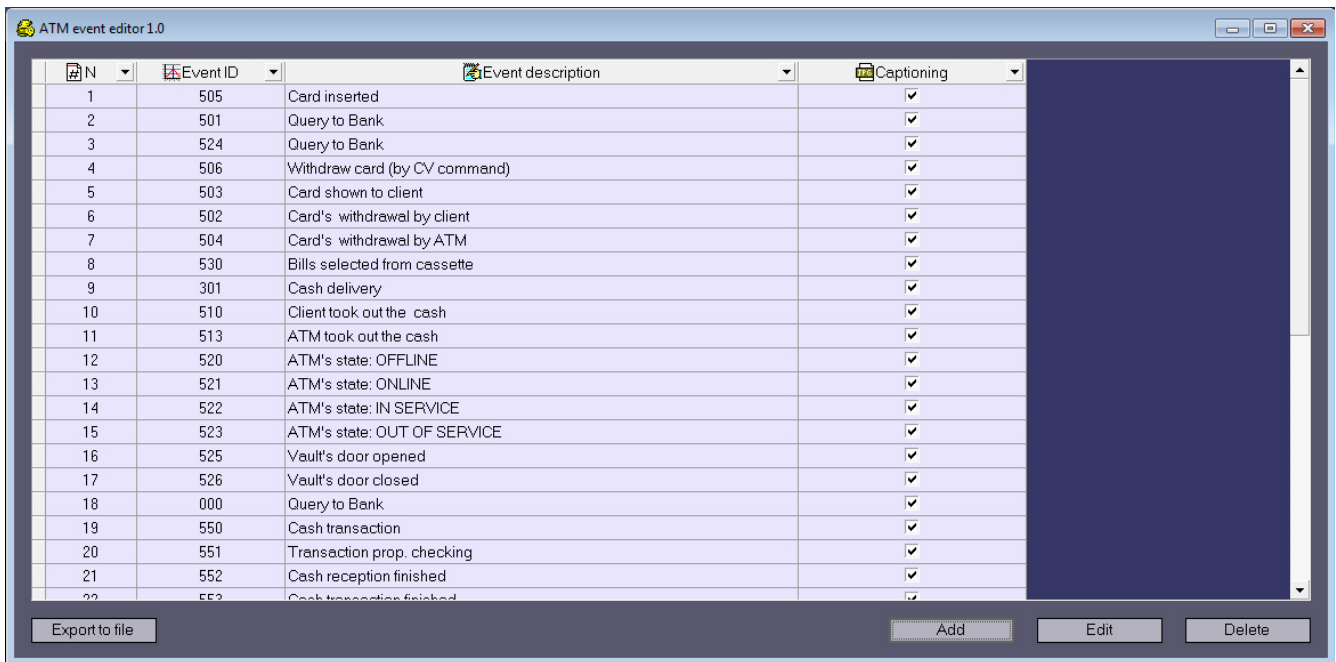 ATM event editor 1.0
N Event ID Event description Captioning
1 505 Card inserted
2 501 Query to Bank
3 524 Query to Bank
4 506 Withdraw card (by CV command)
5 503 Card shown to client
6 502 Card's withdrawal by client
7 504 Card's withdrawal by ATM
8 530 Bills selected from cassette
9 301 Cash delivery
10 510 Client took out the cash
11 513 ATM took out the cash
12 520 ATM's state: OFFLINE
13 521 ATM's state: ONLINE
14 522 ATM's state: IN SERVICE
15 523 ATM's state: OUT OF SERVICE
16 525 Vault's door opened
17 526 Vault's door closed
18 000 Query to Bank
19 550 Cash transaction
20 551 Transaction prop. checking
21 552 Cash reception finished
22 553 Cash transaction finished
Export to file Add Edit Delete